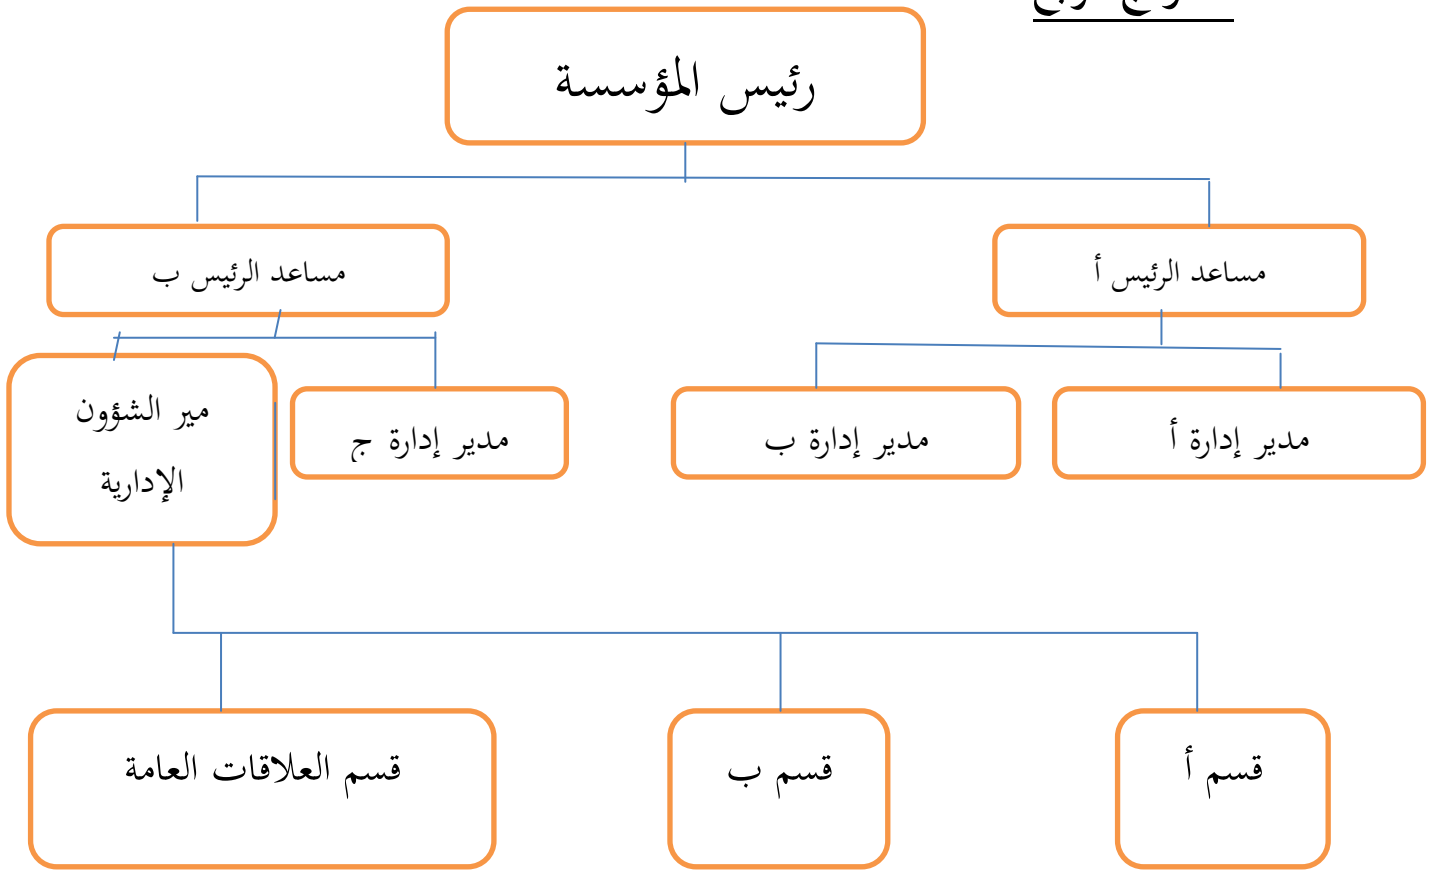 رئيس المؤسسة
مساعد الرئيس أ
مساعد الرئيس ب
مدير إدارة أ
مدير إدارة ب
مدير إدارة ج
مير الشؤون
الإدارية
قسم أ
قسم ب
قسم العلاقات العامة